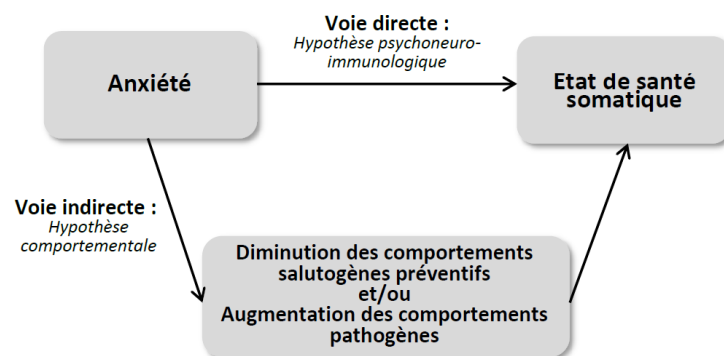 Voie directe :
Hypothèse psychoneuro-
immunologique
Anxiété
Etat de santé
somatique
Voie indirecte :
Hypothèse
comportementale
Diminution des comportements
salutogènes préventifs
et/ou
Augmentation des comportements
pathogènes